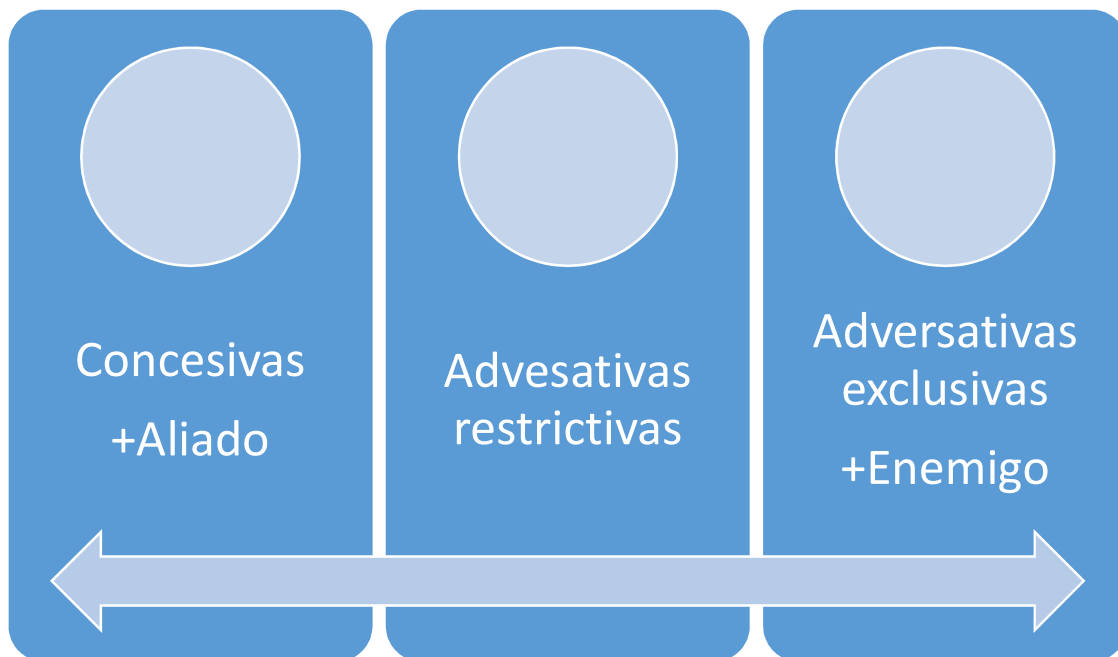 Concesivas
+Aliado
Advesativas
restrictivas
Adversativas
exclusivas
+Enemigo